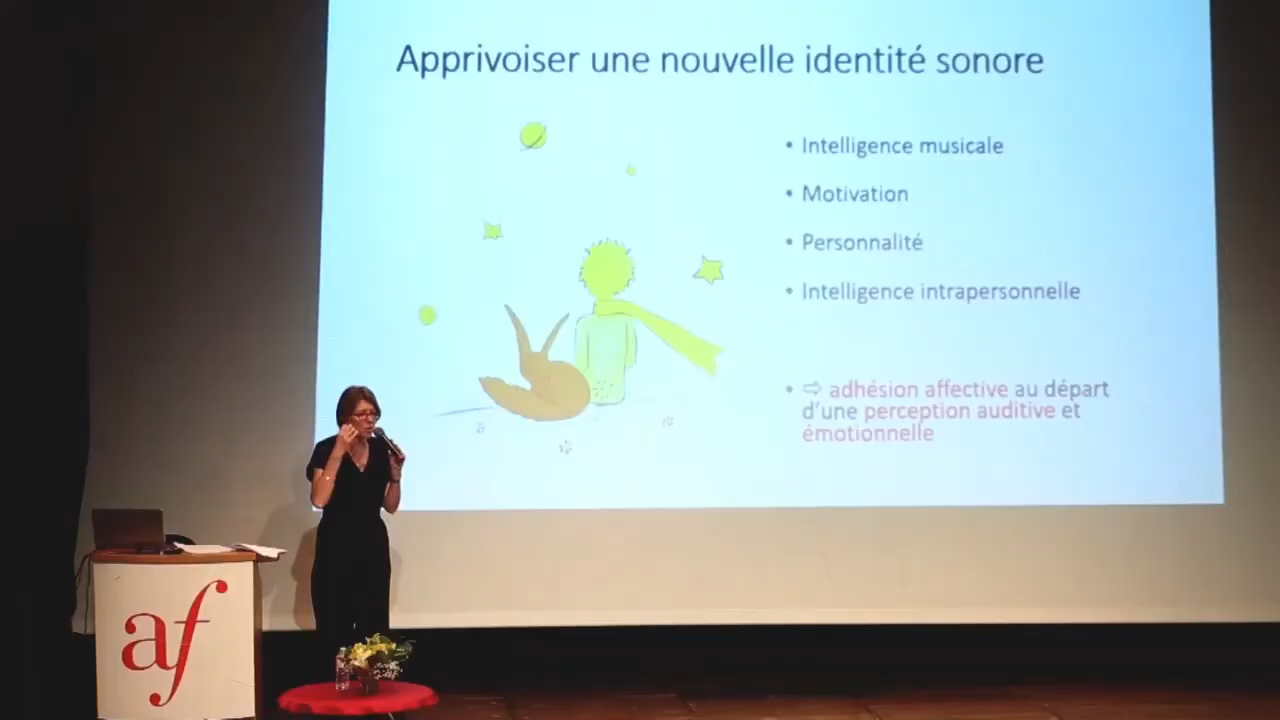 Apprivoiser une nouvelle identité sonore
• Intelligence musicale
• Motivation
• Personnalité
• Intelligence intrapersonnelle
• ⇨ adhésion affective au départ
d'une perception auditive et
émotionnelle
af